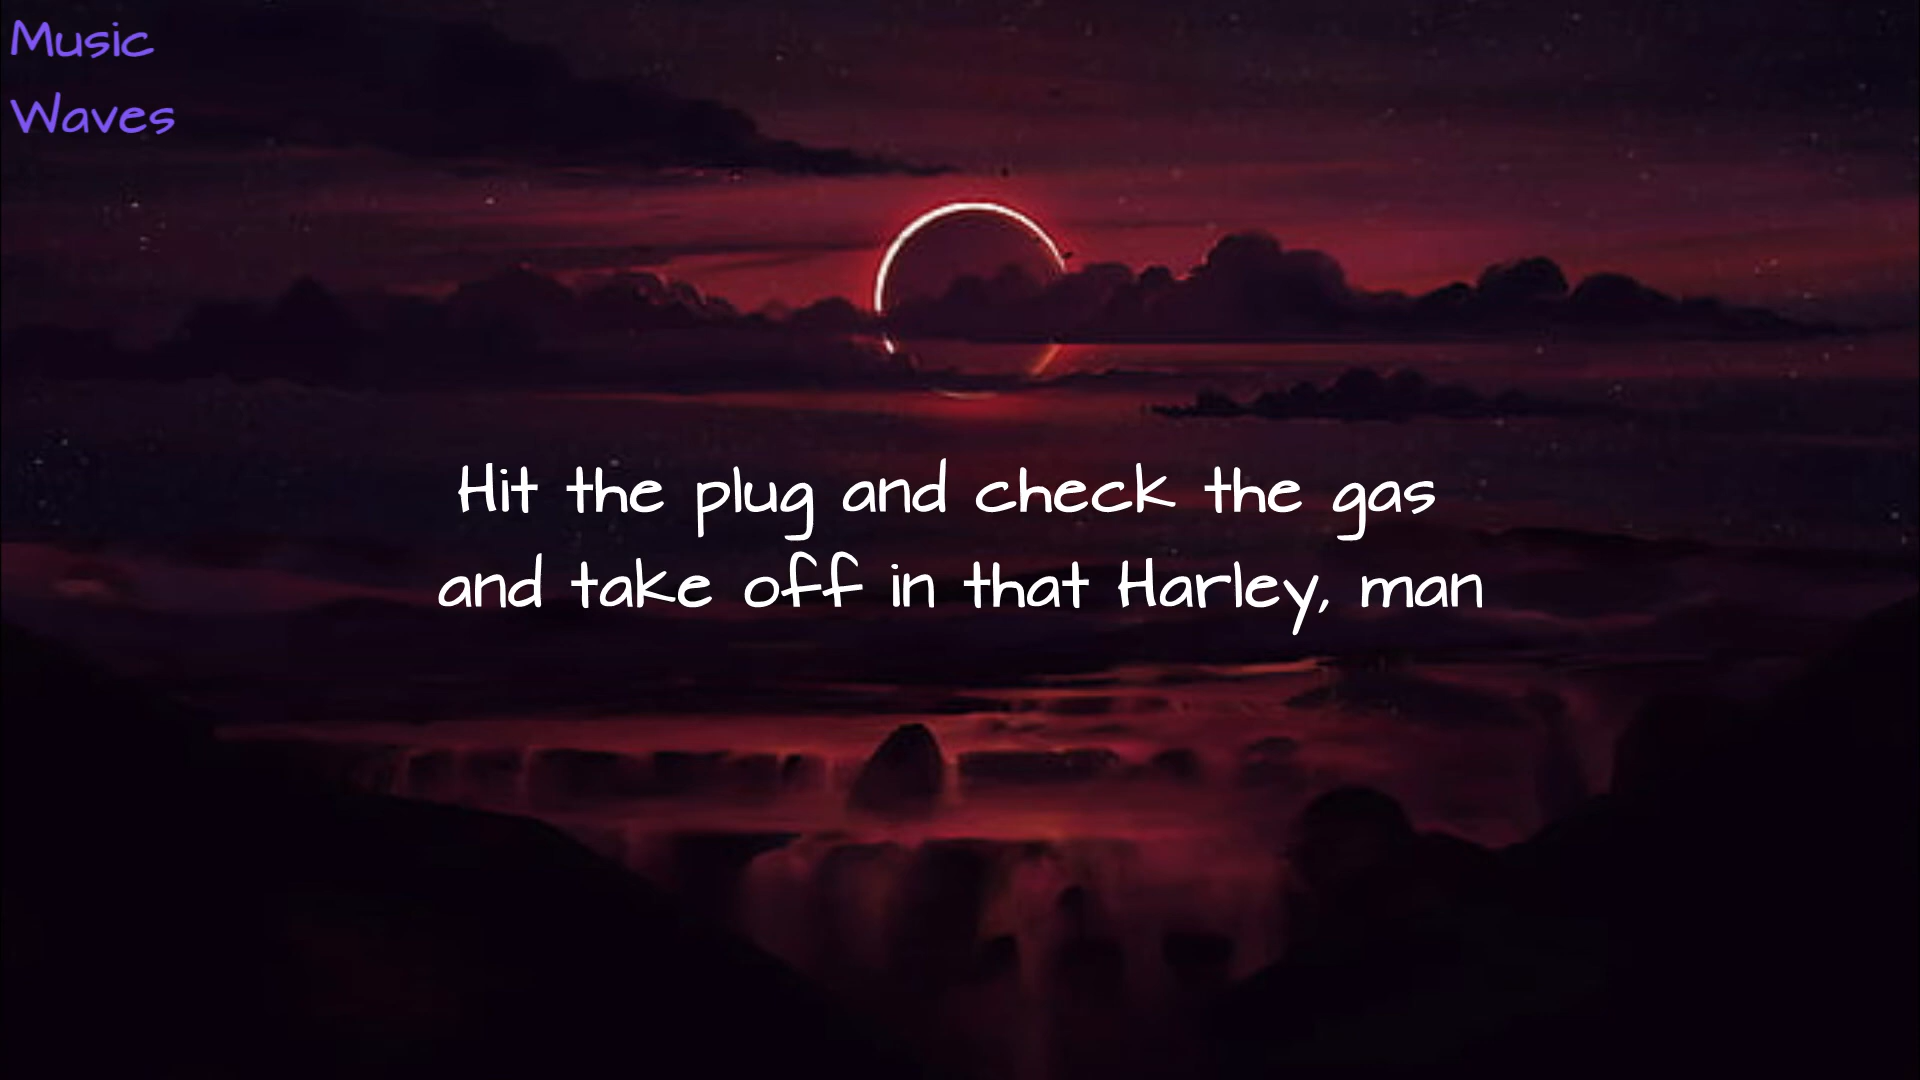 Music
Waves
Hit the plug and check the gas
and take off in that Harley, man